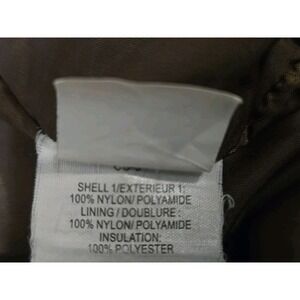 SHELL 1/EXTERIEUR 1;
100% NYLON/ POLYAMIDE
LINING / DOUBLURE :
100% NYLON/ POLYAMIDE
INSULATION:
100% POLYESTER